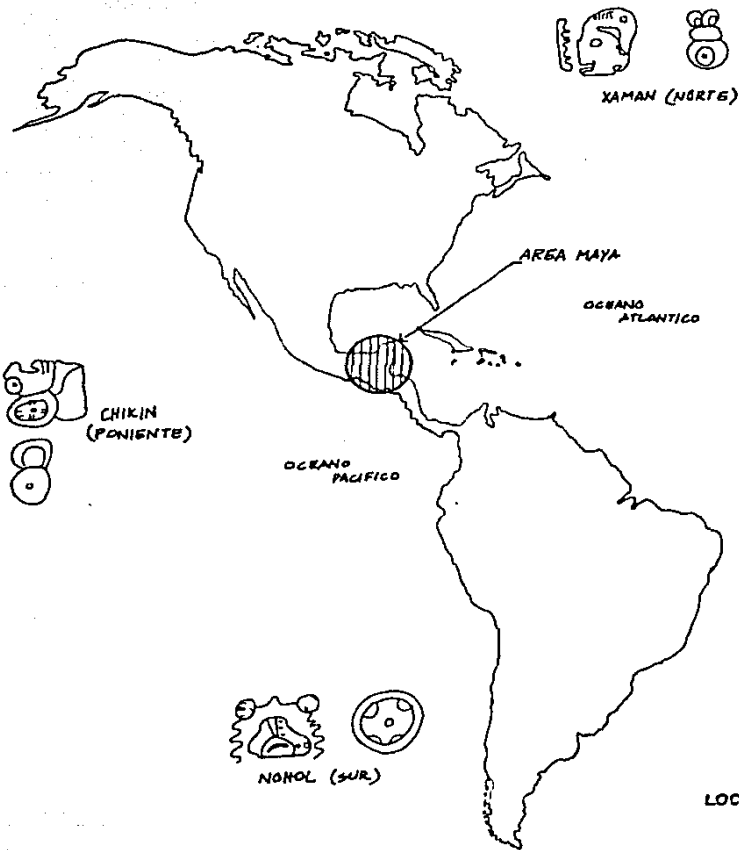 XAMAN (NORTE)
AREA MAYA
OCEANO
ATLANTICO
CHIKIN
(PONIENTE)
OCEANO
PACIFICO
NOHOL (SUR)
LOC